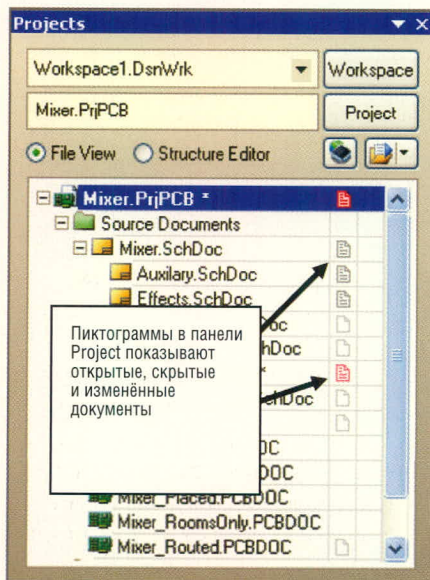 Projects
Workspace1.DsnWrk
Workspace
Mixer.PrjPCB
Project
File View
Structure Editor
Mixer.PrjPCB *
Source Documents
Mixer.SchDoc
Auxilary.SchDoc
Effects.SchDoc
Пиктограммы в панели
Project показывают
открытые, скрытые
и изменённые
документы
Mixer_Placed.PCBDOC
Mixer_RoomsOnly.PCBDOC
Mixer_Routed.PCBDOC